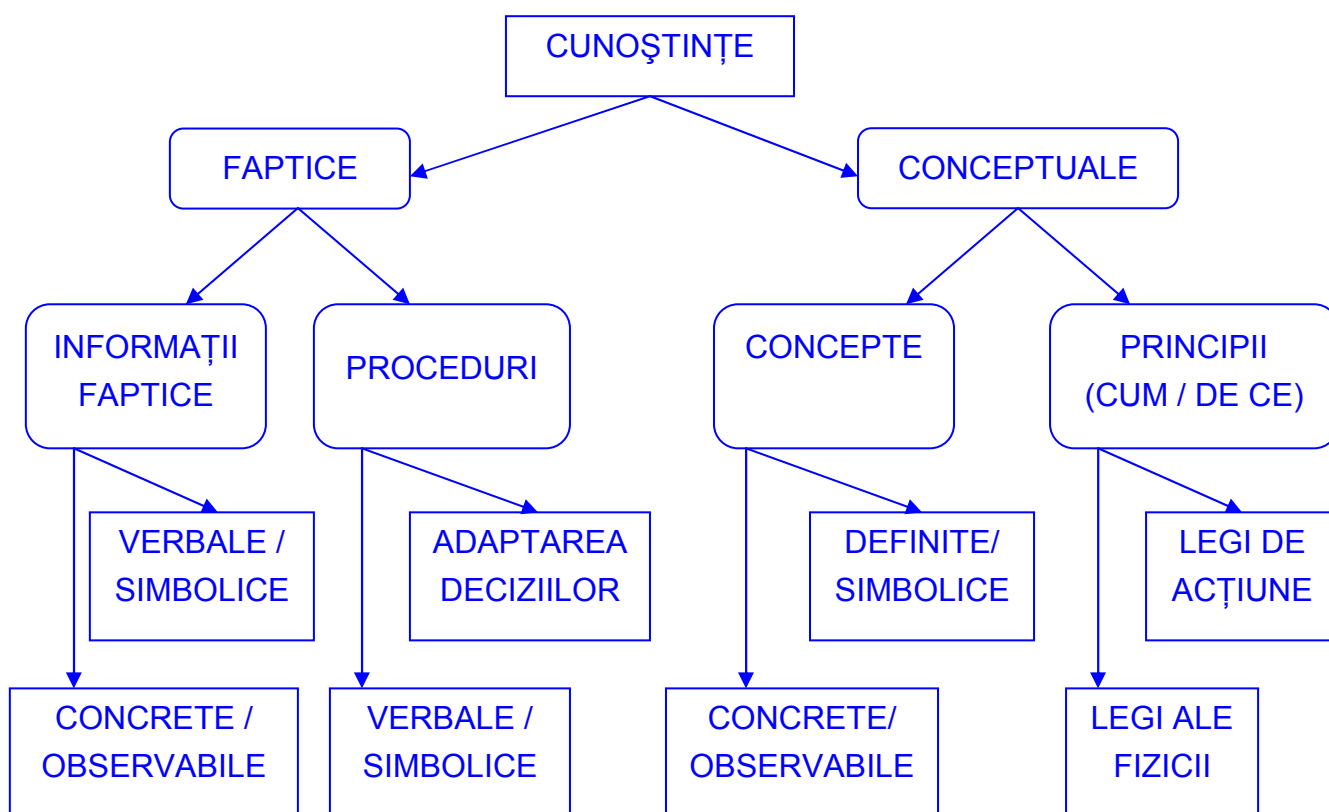 CUNOŞTINȚE
FAPTICE
CONCEPTUALE
INFORMAȚII
FAPTICE
PROCEDURI
CONCEPTE
PRINCIPII
(CUM / DE CE)
VERBALE /
SIMBOLICE
ADAPTAREA
DECIZIILOR
DEFINITE/
SIMBOLICE
LEGI DE
ACȚIUNE
CONCRETE /
OBSERVABILE
VERBALE /
SIMBOLICE
CONCRETE/
OBSERVABILE
LEGI ALE
FIZICII